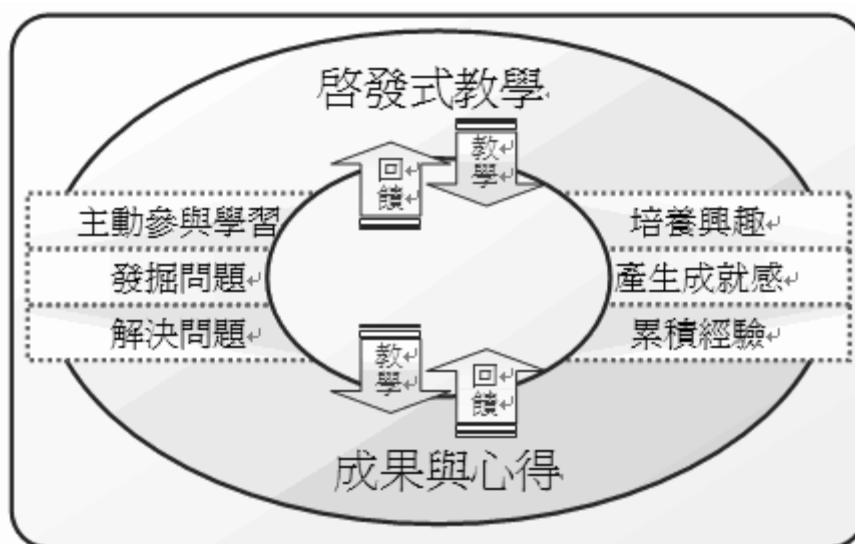 啓發式教學
回饋
教學
主動參與學習
培養興趣
發掘問題
產生成就感
解決問題
累積經驗
教學
回饋
成果與心得